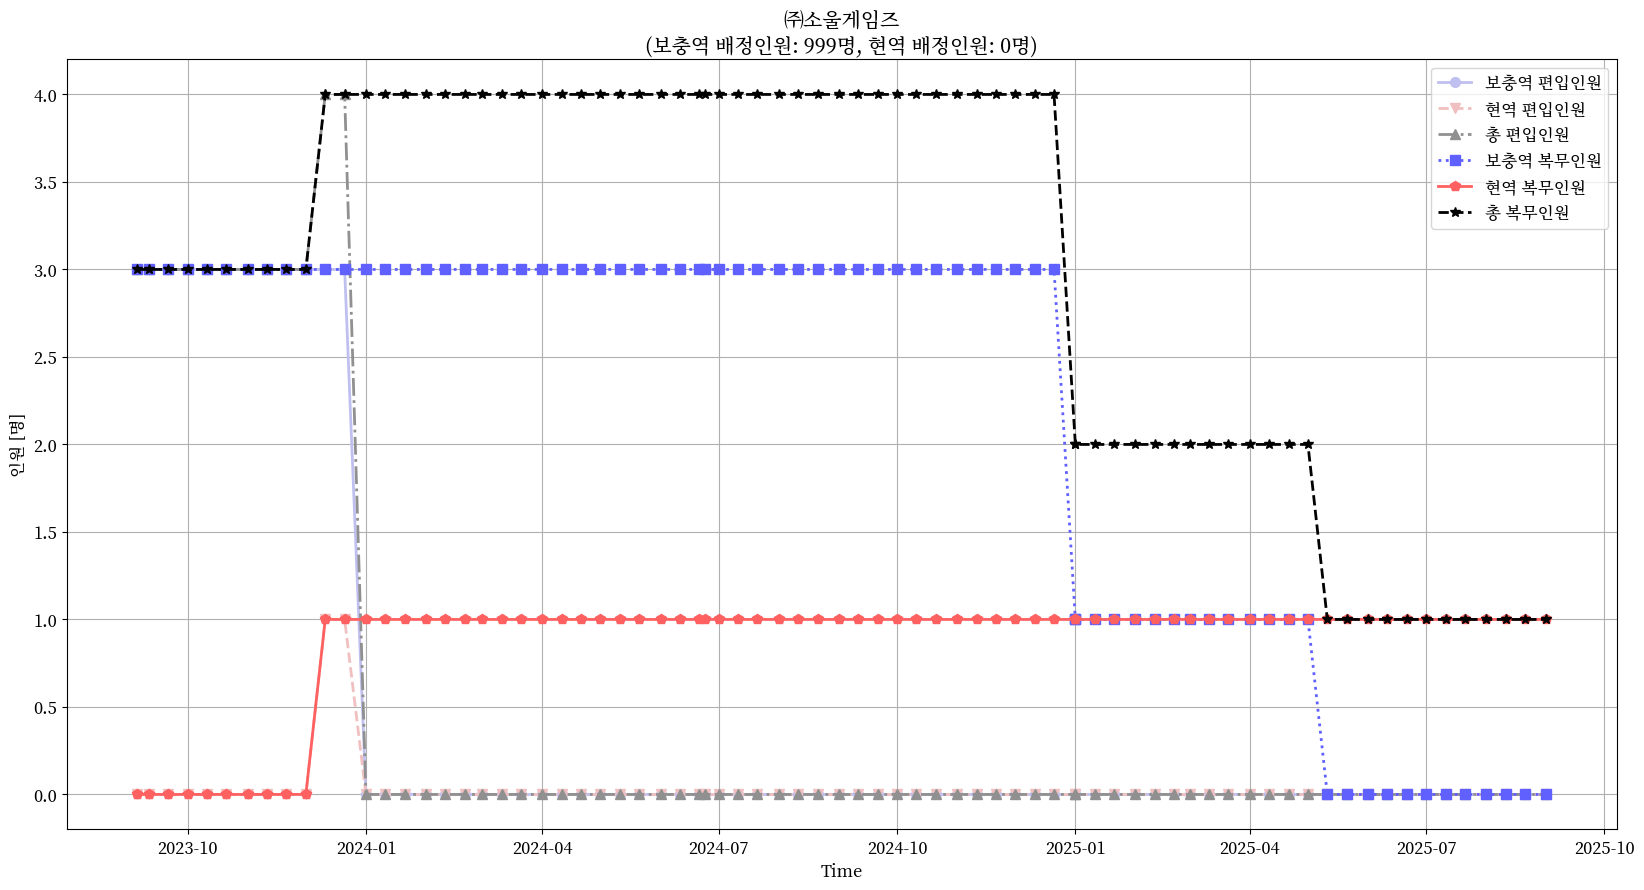 ㈜소울게임즈
(보충역 배정인원: 999명, 현역 배정인원: 0명)
보충역 편입인원
현역 편입인원
총 편입인원
보충역 복무인원
현역 복무인원
총 복무인원
인원 [명]
4.0
3.5
3.0
2.5
2.0
1.5
1.0
0.5
0.0
2023-10
2024-01
2024-04
2024-07
2024-10
2025-01
2025-04
2025-07
2025-10
Time